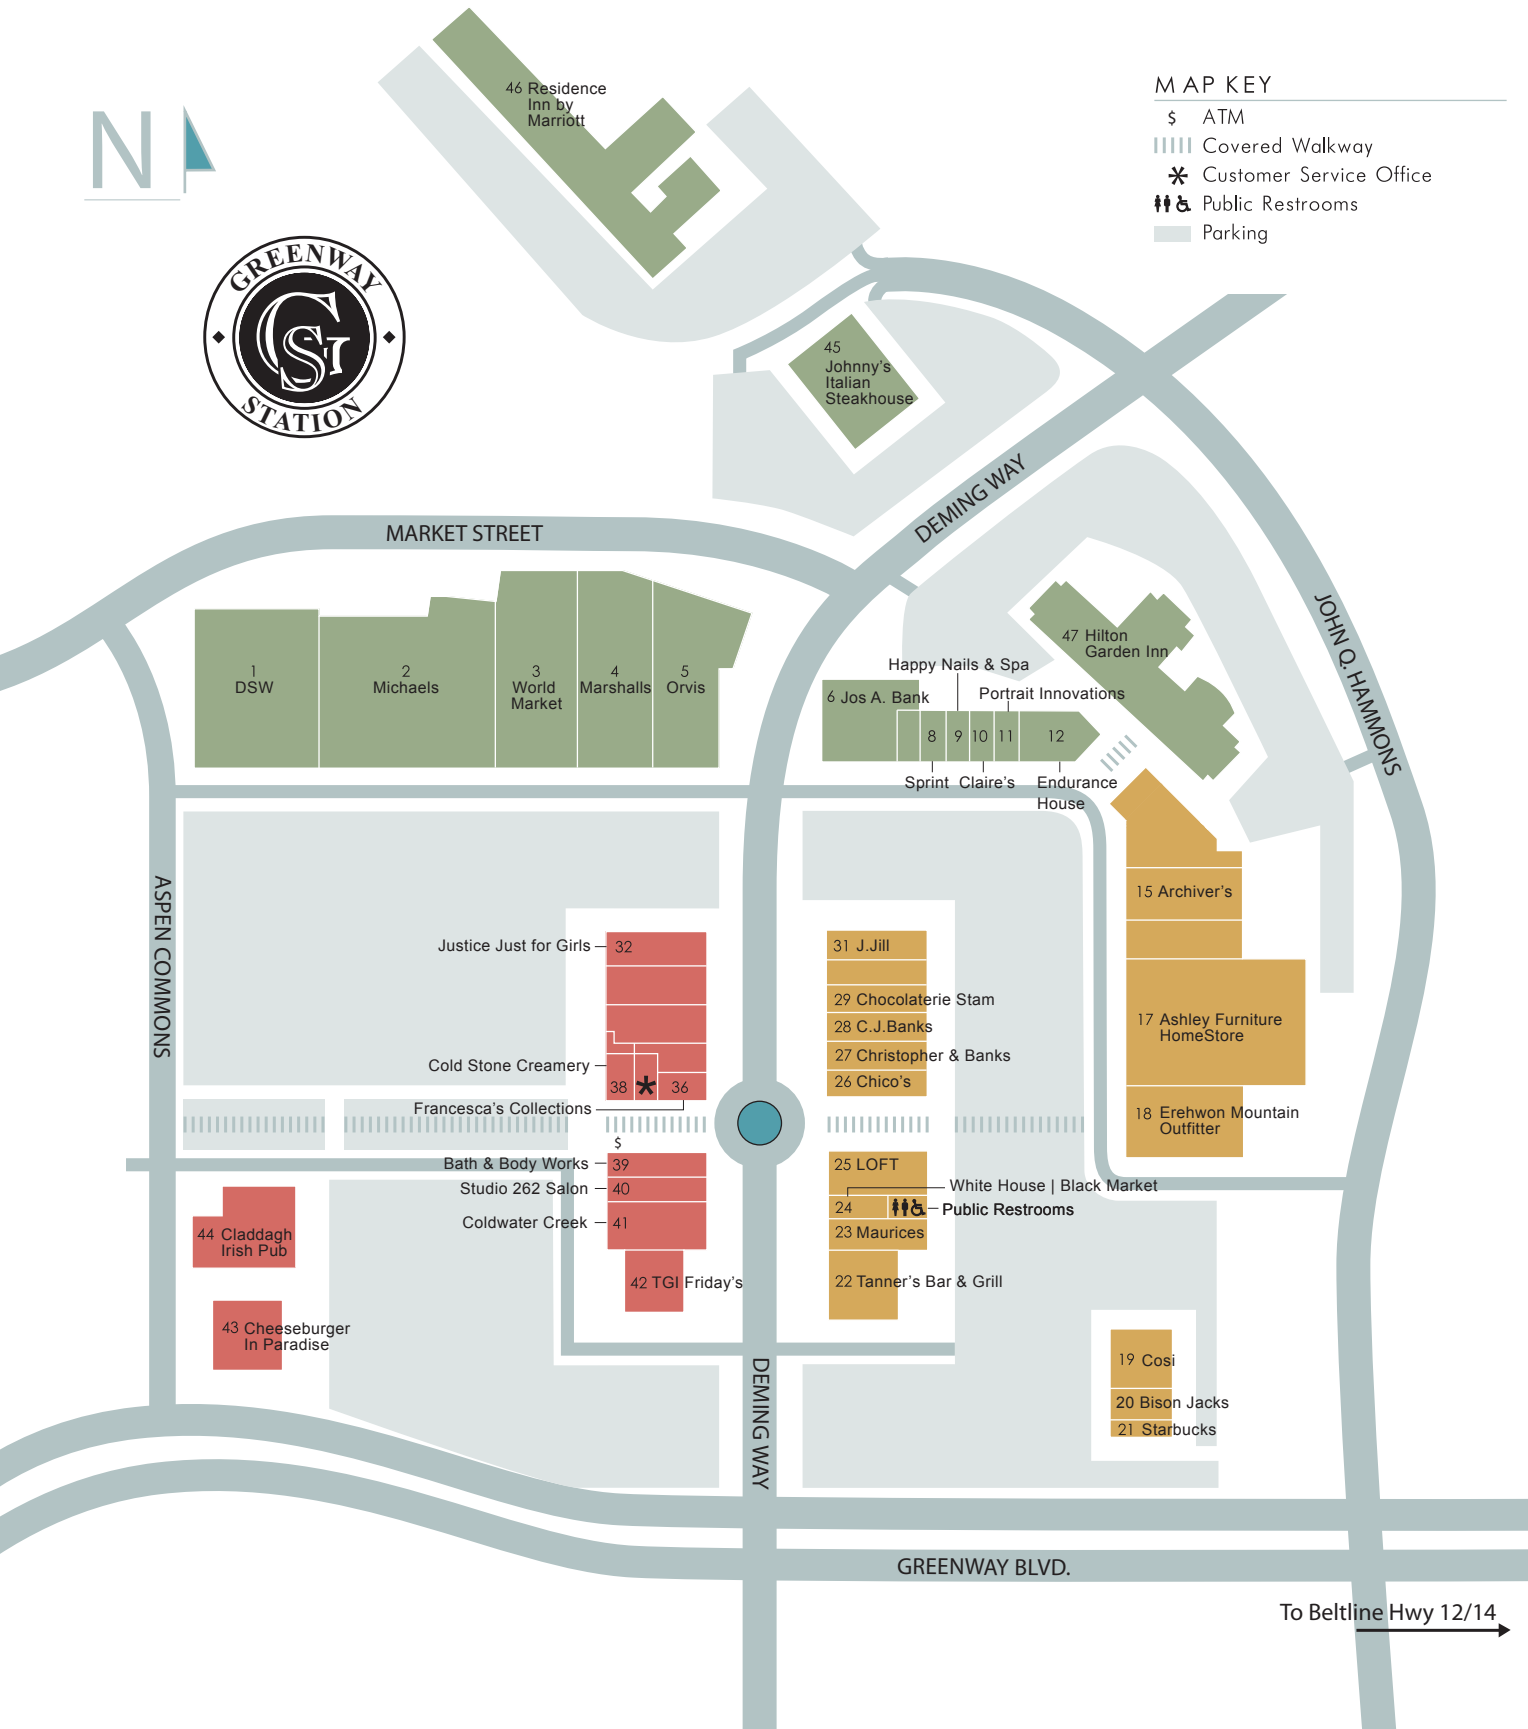 N
GREENWAY
GS
STATION
MAP KEY
$ ATM
Covered Walkway
* Customer Service Office
Public Restrooms
Parking
46 Residence
Inn by
Marriott
45
Johnny's
Italian
Steakhouse
DEMING WAY
MARKET STREET
JOHN Q. HAMMONS
47 Hilton
Garden Inn
1
DSW
2
Michaels
3
World
Market
4
Marshalls
5
Orvis
Happy Nails & Spa
Portrait Innovations
6 Jos A. Bank
8
9
10
11
12
Sprint
Claire's
Endurance
House
ASPEN COMMONS
15 Archiver's
17 Ashley Furniture
HomeStore
18 Erehwon Mountain
Outfitter
Justice Just for Girls
32
Cold Stone Creamery
38
*
36
Francesca's Collections
31 J.Jill
29 Chocolaterie Stam
28 C.J.Banks
27 Christopher & Banks
26 Chico's
$
Bath & Body Works
39
Studio 262 Salon
40
Coldwater Creek
41
42 TGI Friday's
25 LOFT
White House | Black Market
24
Public Restrooms
23 Maurices
22 Tanner's Bar & Grill
44 Claddagh
Irish Pub
43 Cheeseburger
In Paradise
19 Cosi
20 Bison Jacks
21 Starbucks
DEMING WAY
GREENWAY BLVD.
To Beltline Hwy 12/14